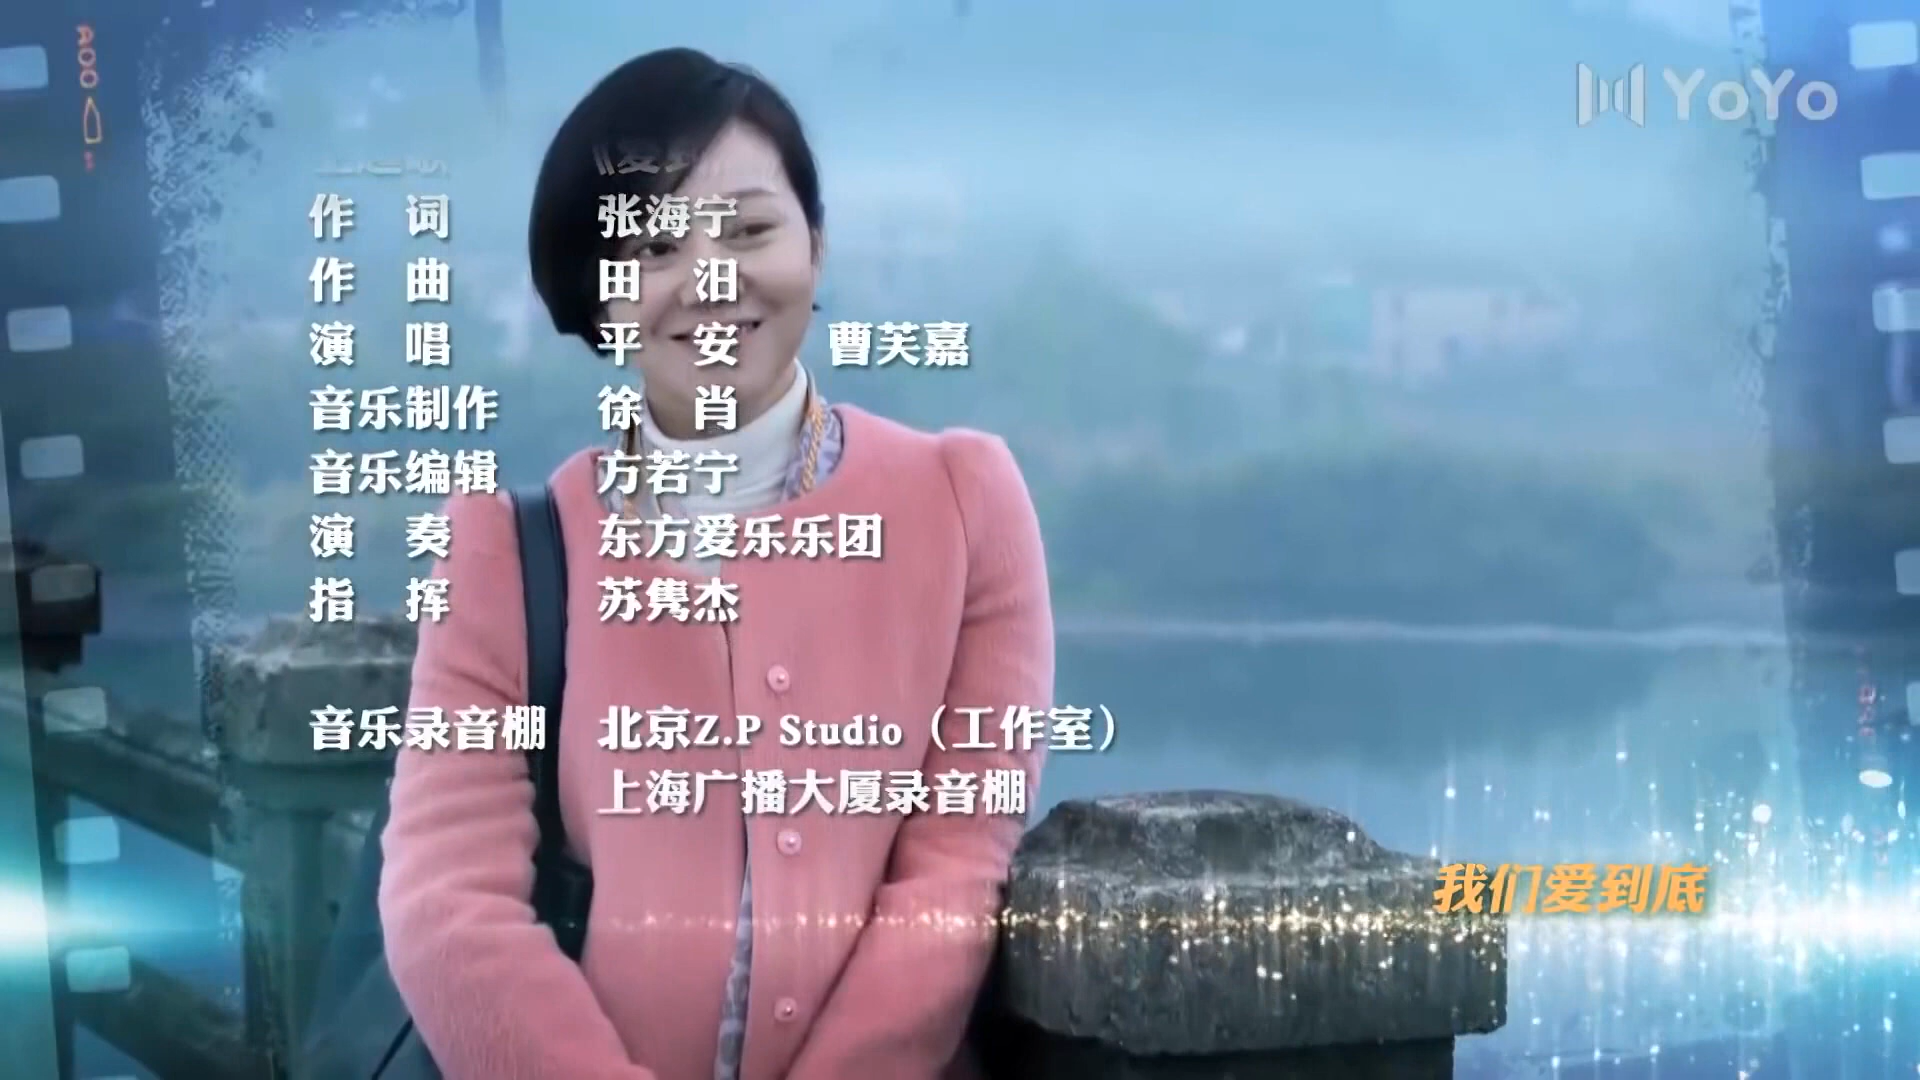 YoYo
作 词 张海宁
作 曲 田 汨
演 唱 平 安 曹芙嘉
音乐制作 徐 肖
音乐编辑 方若宁
演 奏 东方爱乐乐团
指 挥 苏隽杰
音乐录音棚 北京Z.P Studio（工作室）
上海广播大厦录音棚
我们爱到底